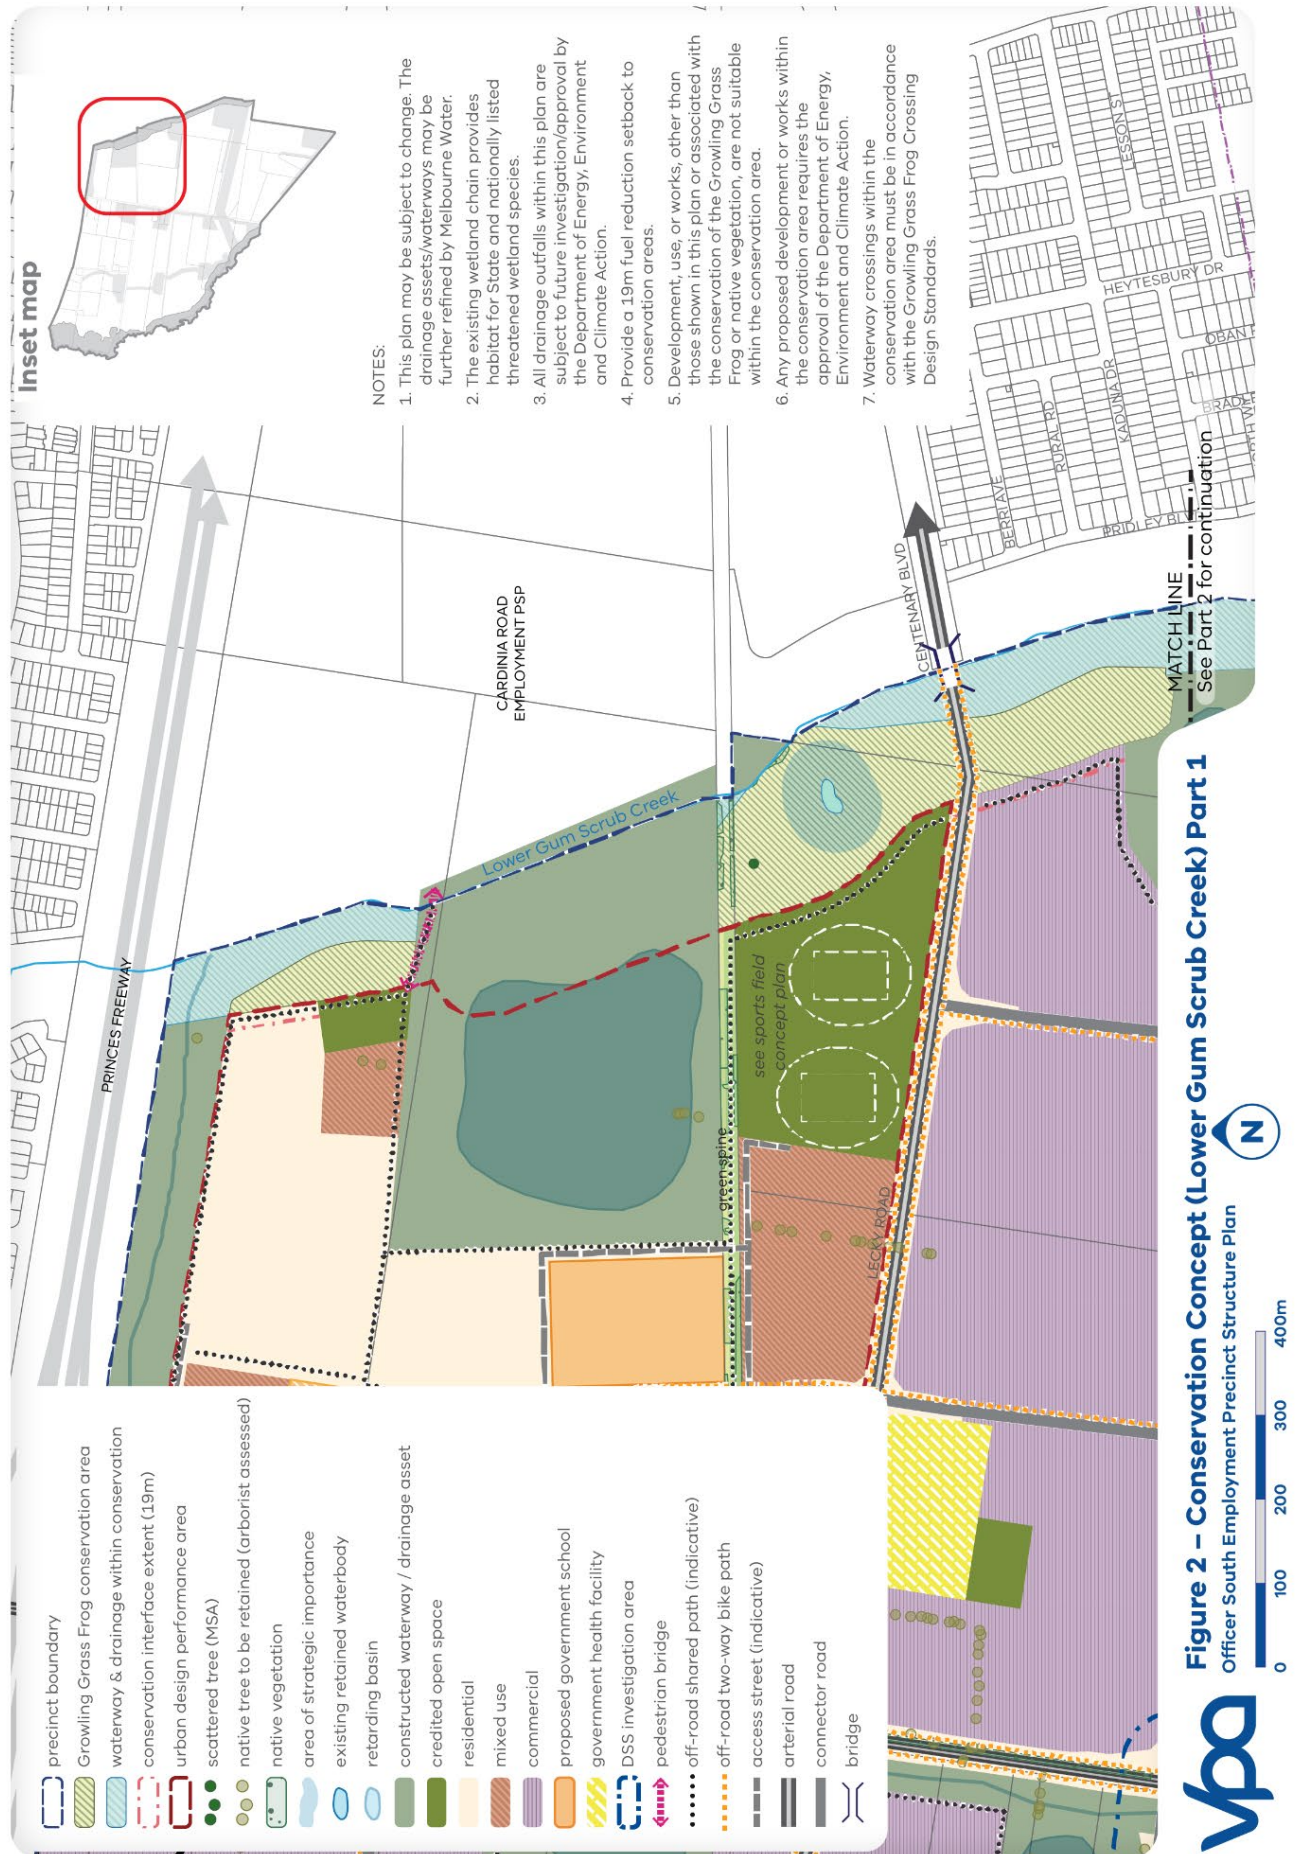 Inset map
NOTES:
1. This plan may be subject to change. The
drainage assets/waterways may be
further refined by Melbourne Water.
2. The existing wetland chain provides
habitat for State and nationally listed
threatened wetland species.
3. All drainage outfalls within this plan are
subject to future investigation/approval by
the Department of Energy, Environment
and Climate Action.
4. Provide a 19m fuel reduction setback to
conservation areas.
5. Development, use, or works, other than
those shown in this plan or associated with
the conservation of the Growling Grass
Frog or native vegetation, are not suitable
within the conservation area.
6. Any proposed development or works within
the conservation area requires the
approval of the Department of Energy,
Environment and Climate Action.
7. Waterway crossings within the
conservation area must be in accordance
with the Growling Grass Frog Crossing
Design Standards.
PRINCES FREEWAY
CARDINIA ROAD
EMPLOYMENT PSP
Lower Gum Scrub Creek
CENTENARY BLVD
BERRI AVE
RURAL RD
KADUNA DR
PRIDLEY BLV
HEYTESBURY DR
ESSON ST
OBAN
BRADE
MATCH LINE
See Part 2 for continuation
see sports field
concept plan
green spine
LECKY ROAD
precinct boundary
Growling Grass Frog conservation area
waterway & drainage within conservation
conservation interface extent (19m)
urban design performance area
scattered tree (MSA)
native tree to be retained (arborist assessed)
native vegetation
area of strategic importance
existing retained waterbody
retarding basin
constructed waterway / drainage asset
credited open space
residential
mixed use
commercial
proposed government school
government health facility
DSS investigation area
pedestrian bridge
off-road shared path (indicative)
off-road two-way bike path
access street (indicative)
arterial road
connector road
bridge
vpa
Figure 2 – Conservation Concept (Lower Gum Scrub Creek) Part 1
Officer South Employment Precinct Structure Plan
0 100 200 300 400m
N